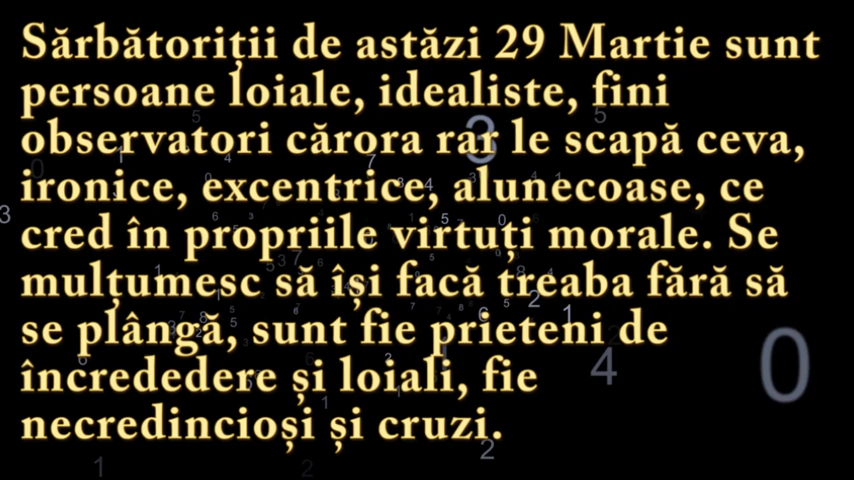 Sărbătoriții de astăzi 29 Martie sunt
persoane loiale, idealiste, fini
observatori cărora rar le scapă ceva,
ironice, excentrice, alunecoase, ce
cred în propriile virtuți morale. Se
mulțumesc să își facă treaba fără să
se plângă, sunt fie prieteni de
încrededere și loiali, fie
necredincioși și cruzi.